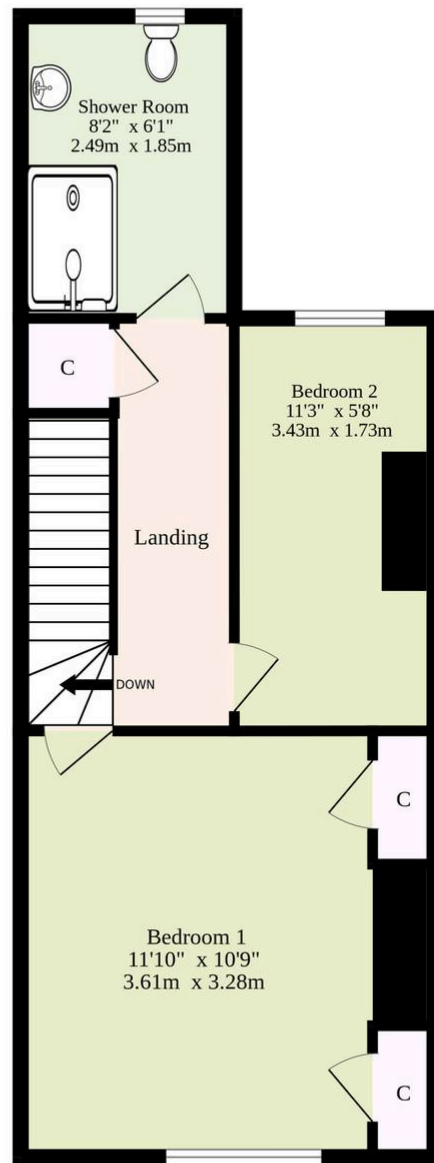 Shower Room
8'2" x 6'1"
2.49m x 1.85m
C
Bedroom 2
11'3" x 5'8"
3.43m x 1.73m
Landing
DOWN
C
Bedroom 1
11'10" x 10'9"
3.61m x 3.28m
C